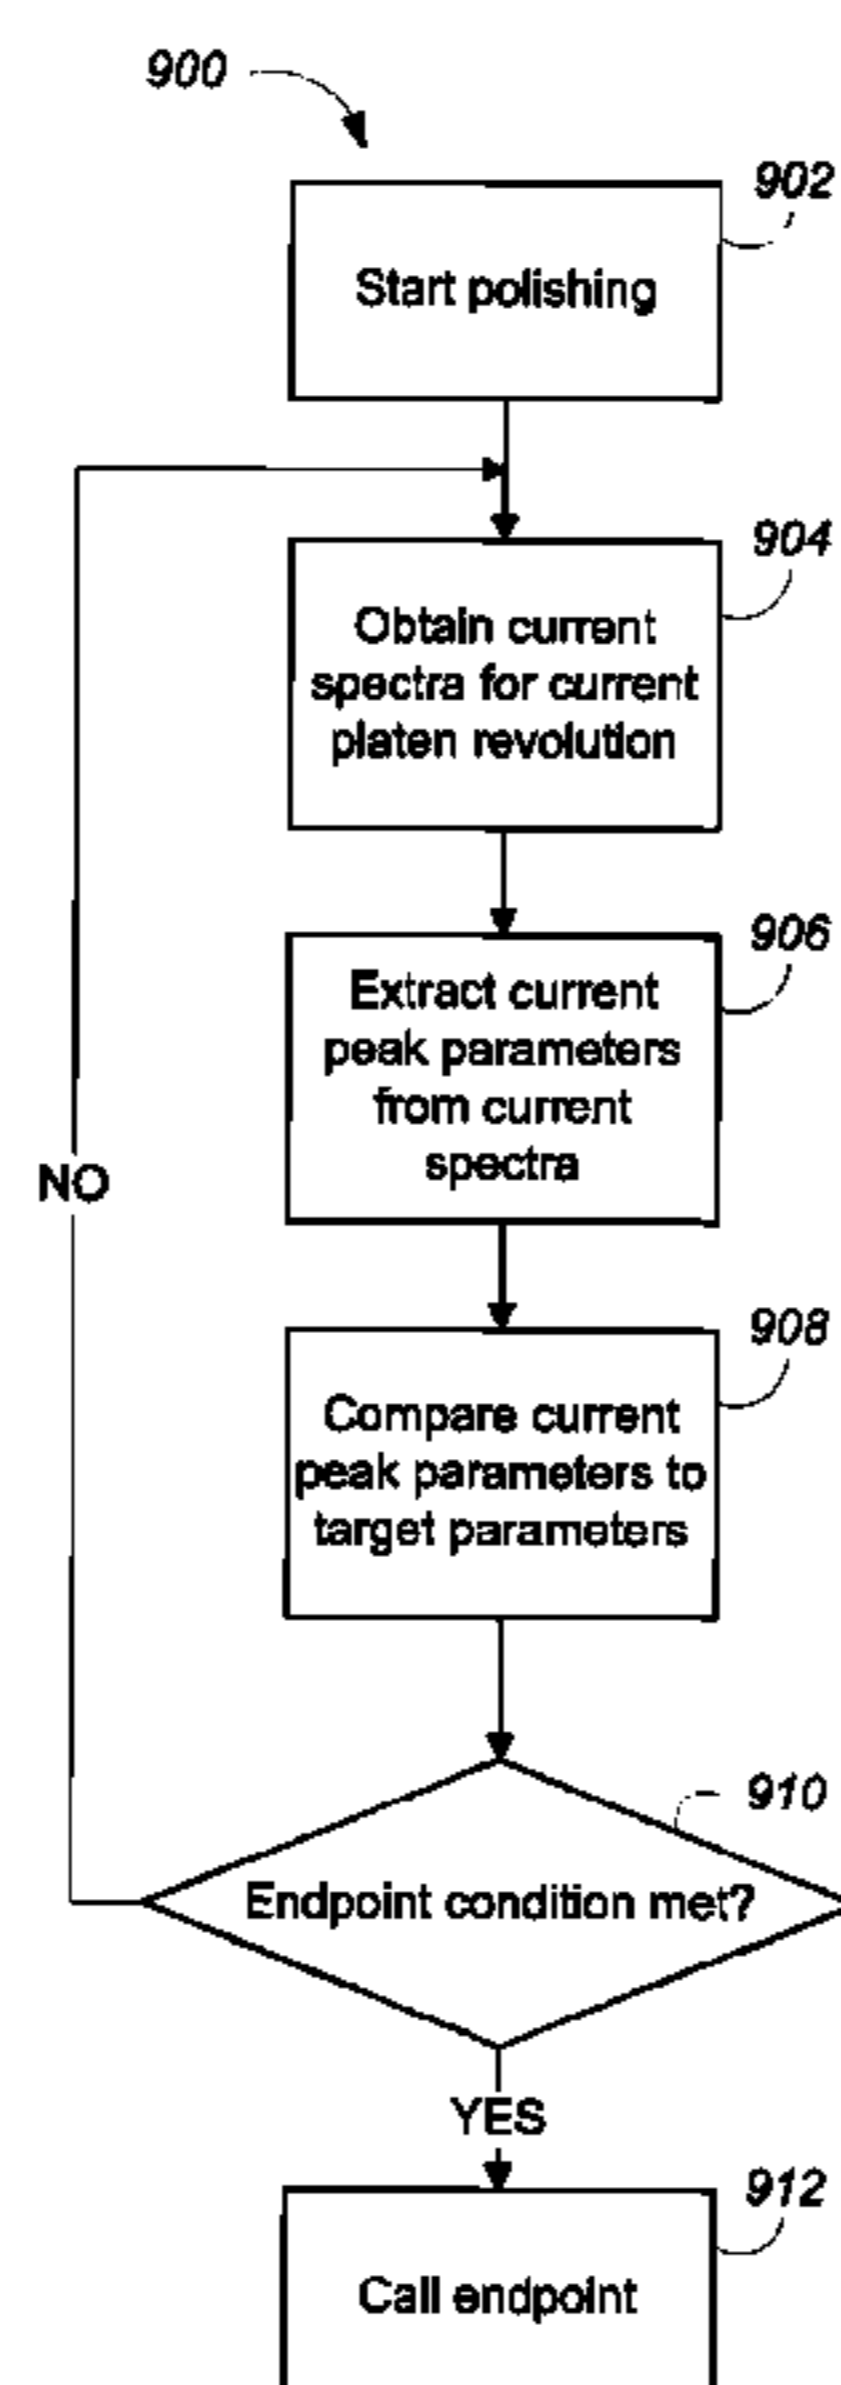 900
902
Start polishing
904
Obtain current
spectra for current
platen revolution
906
Extract current
peak parameters
from current
spectra
NO
908
Compare current
peak parameters to
target parameters
910
Endpoint condition met?
YES
912
Call endpoint